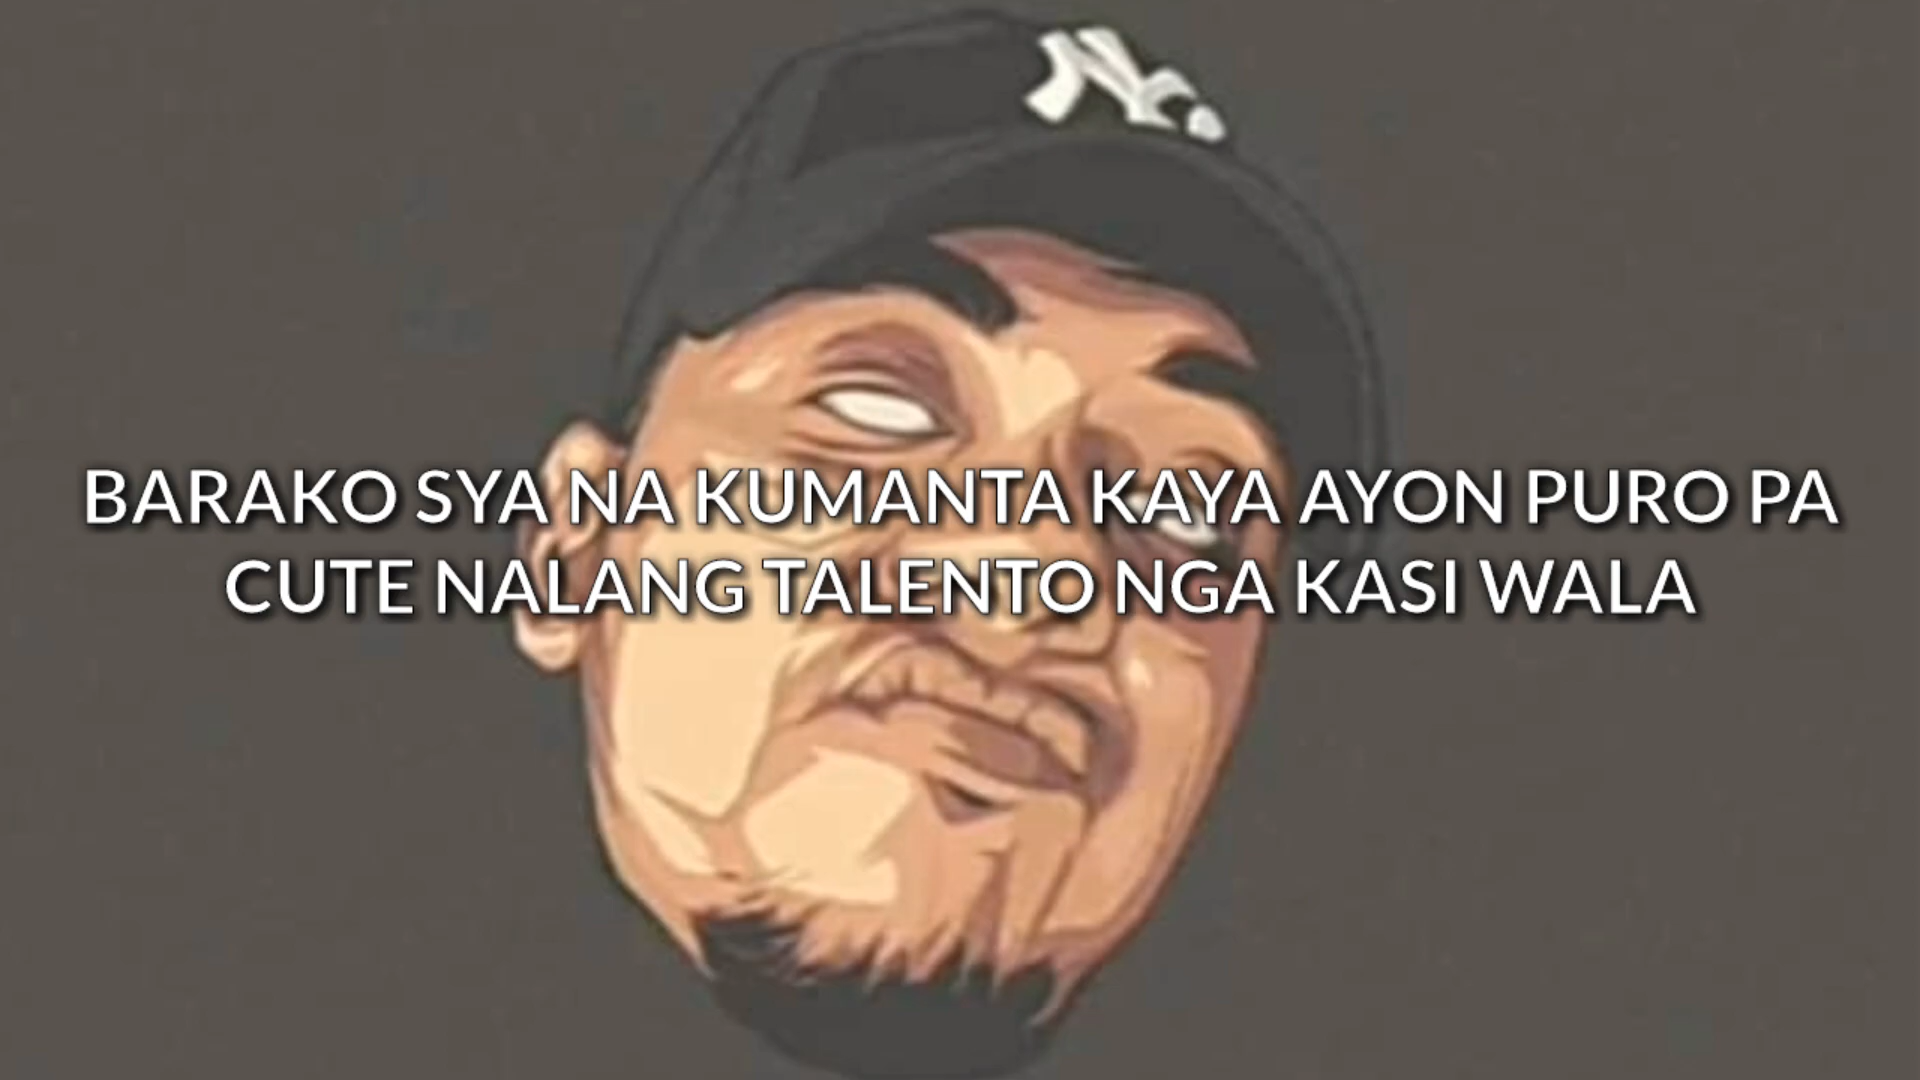 BARAKO SYA NA KUMANTA KAYA AYON PURO PA
CUTE NALANG TALENTO NGA KASI WALA